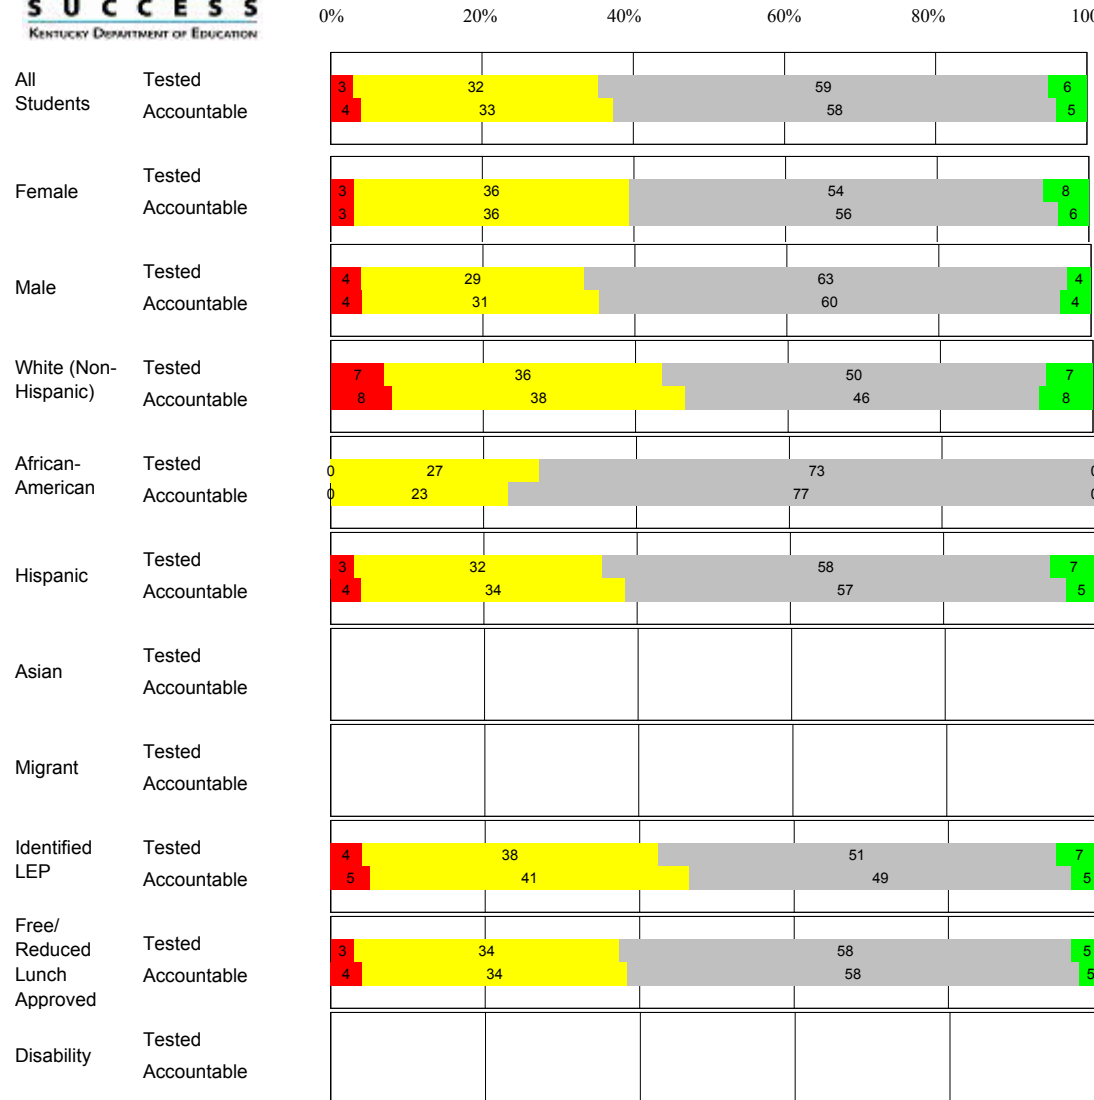 S U C C E S S
KENTUCKY DEPARTMENT OF EDUCATION
0% 20% 40% 60% 80% 100
All Students
Tested 3 32 59 6
Accountable 4 33 58 5
Female
Tested 3 36 54 8
Accountable 3 36 56 6
Male
Tested 4 29 63 4
Accountable 4 31 60 4
White (Non-
Hispanic)
Tested 7 36 50 7
Accountable 8 38 46 8
African-
American
Tested 0 27 73 0
Accountable 0 23 77 0
Hispanic
Tested 3 32 58 7
Accountable 4 34 57 5
Asian
Tested
Accountable
Migrant
Tested
Accountable
Identified
LEP
Tested 4 38 51 7
Accountable 5 41 49 5
Free/
Reduced
Lunch
Approved
Tested 3 34 58 5
Accountable 4 34 58 5
Disability
Tested
Accountable